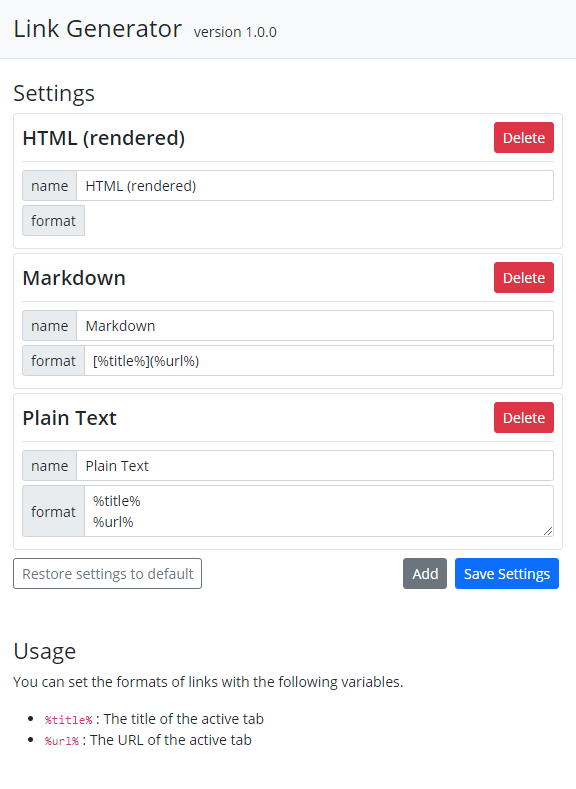 Link Generator version 1.0.0
Settings
HTML (rendered) Delete
name HTML (rendered)
format
Markdown Delete
name Markdown
format [%title%](%url%)
Plain Text Delete
name Plain Text
format %title%
%url%
Restore settings to default Add Save Settings
Usage
You can set the formats of links with the following variables.
%title% : The title of the active tab
%url% : The URL of the active tab